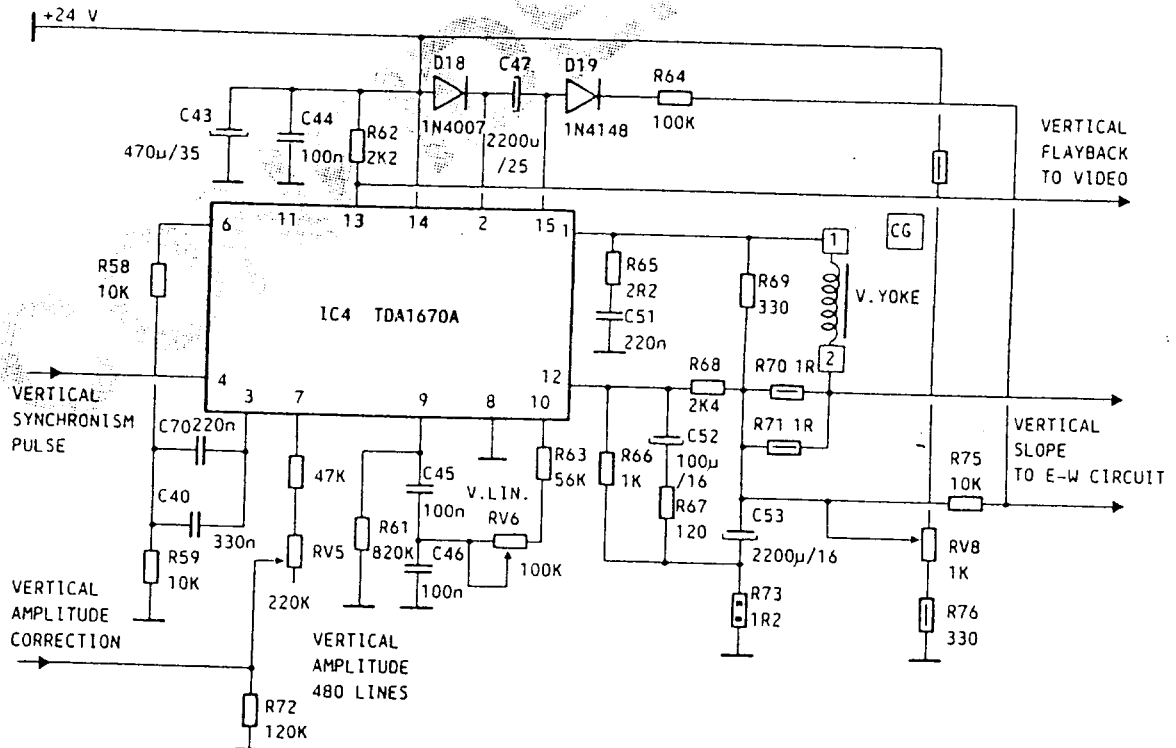 +24 V
D18
C47
D19
R64
1N4007
1N4148
100K
C43
C44
R62
2K2
470µ/35
100n
2200u
/25
VERTICAL
FLAYBACK
TO VIDEO
6
11
13
14
2
15
1
1
CG
R58
10K
R65
2R2
R69
330
V.YOKE
IC4 TDA1670A
C51
220n
2
4
3
7
9
8
10
12
R68
2K4
R70 1R
R71 1R
VERTICAL
SYNCHRONISM
PULSE
C70
220n
C40
330n
R59
10K
47K
RV5
220K
R61
820K
C45
100n
C46
100n
V.LIN.
RV6
100K
R63
56K
R66
1K
C52
100µ
/16
R67
120
C53
2200µ/16
VERTICAL
SLOPE
TO E-W CIRCUIT
R75
10K
RV8
1K
R73
1R2
R76
330
VERTICAL
AMPLITUDE
CORRECTION
VERTICAL
AMPLITUDE
480 LINES
R72
120K